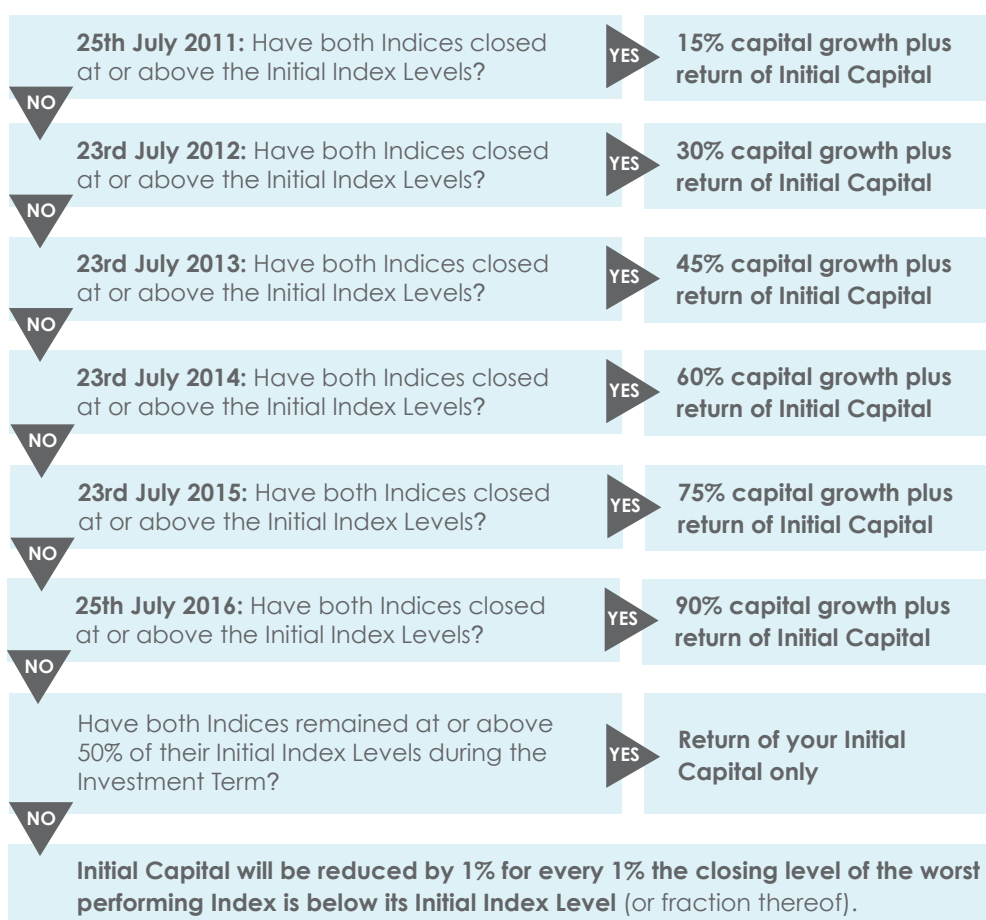 25th July 2011: Have both Indices closed
at or above the Initial Index Levels?
YES
15% capital growth plus
return of Initial Capital
NO
23rd July 2012: Have both Indices closed
at or above the Initial Index Levels?
YES
30% capital growth plus
return of Initial Capital
NO
23rd July 2013: Have both Indices closed
at or above the Initial Index Levels?
YES
45% capital growth plus
return of Initial Capital
NO
23rd July 2014: Have both Indices closed
at or above the Initial Index Levels?
YES
60% capital growth plus
return of Initial Capital
NO
23rd July 2015: Have both Indices closed
at or above the Initial Index Levels?
YES
75% capital growth plus
return of Initial Capital
NO
25th July 2016: Have both Indices closed
at or above the Initial Index Levels?
YES
90% capital growth plus
return of Initial Capital
NO
Have both Indices remained at or above
50% of their Initial Index Levels during the
Investment Term?
YES
Return of your Initial
Capital only
NO
Initial Capital will be reduced by 1% for every 1% the closing level of the worst
performing Index is below its Initial Index Level (or fraction thereof).